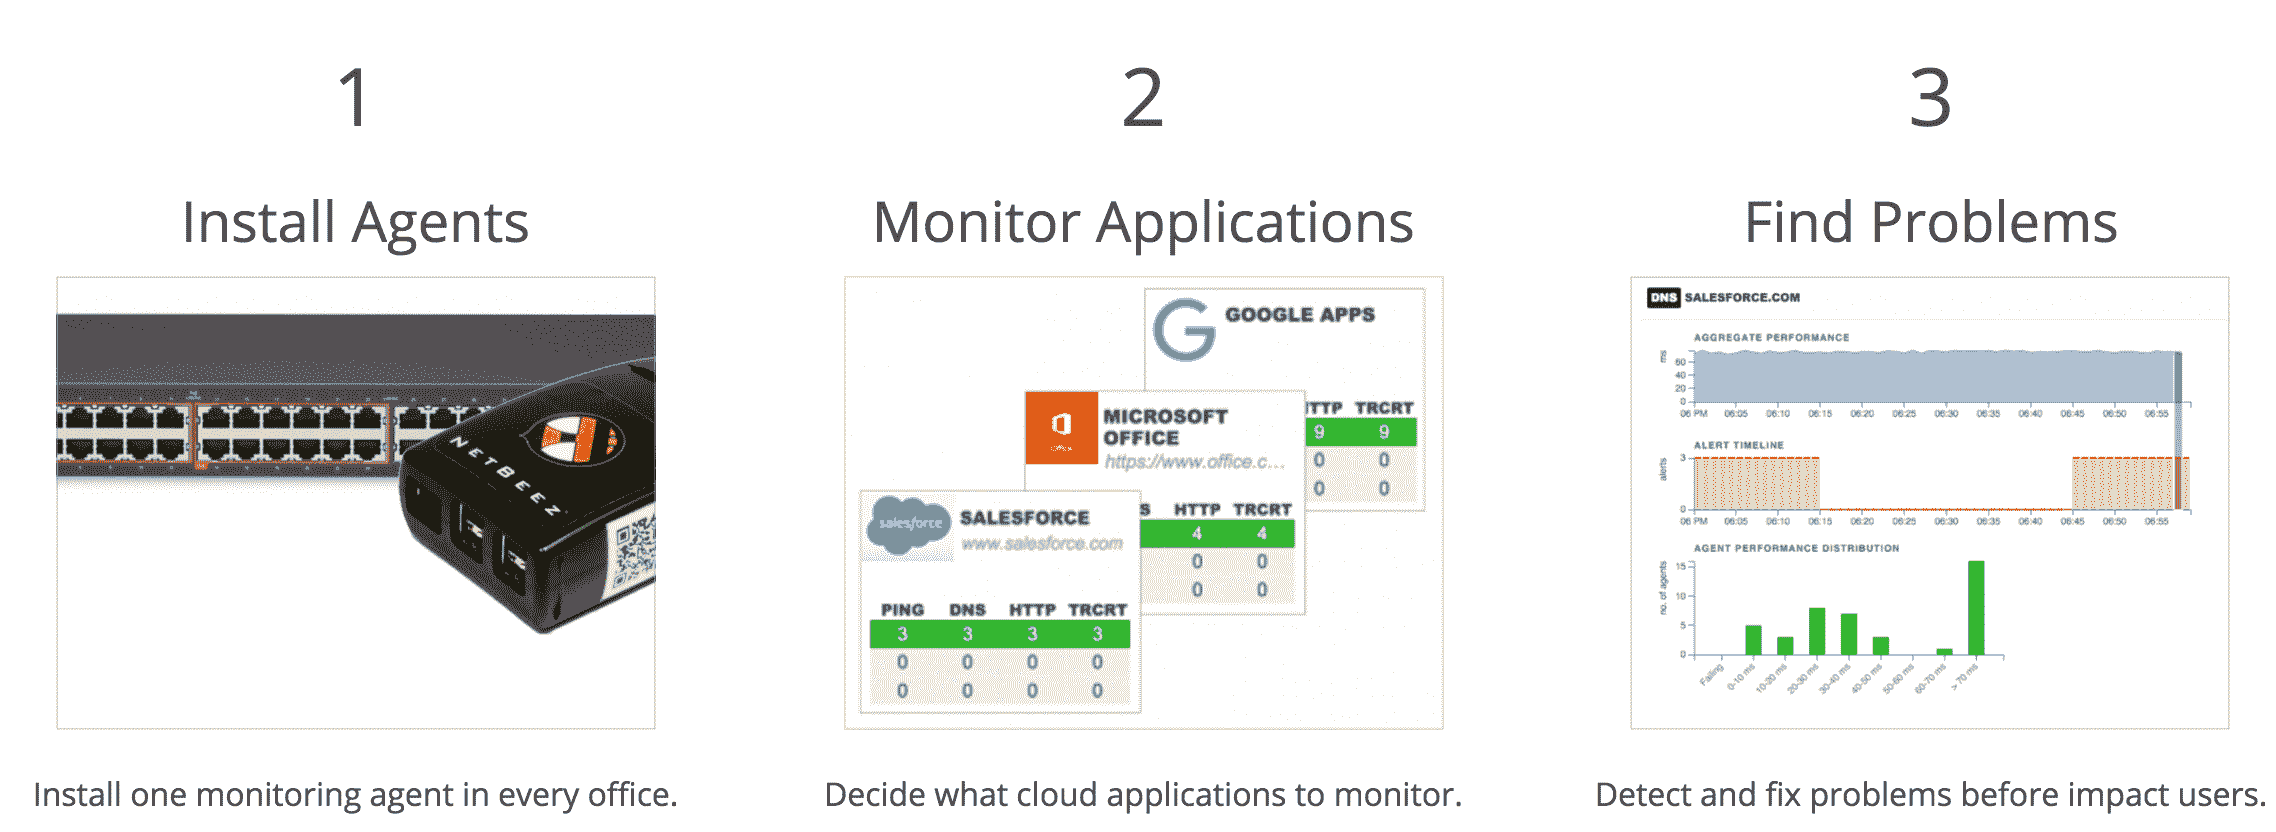 1
Install Agents
NETBEEZ
Install one monitoring agent in every office.
2
Monitor Applications
GOOGLE APPS
TTP TRCRT
9 9
0 0
0 0
MICROSOFT
OFFICE
https://www.office.c...
Office
S HTTP TRCRT
4 4
0 0
0 0
salesforce
SALESFORCE
www.salesforce.com
PING DNS HTTP TRCRT
3 3 3 3
0 0 0 0
0 0 0 0
Decide what cloud applications to monitor.
3
Find Problems
DNS SALESFORCE.COM
AGGREGATE PERFORMANCE
ms
60
40
20
0
06 PM 06:05 06:10 06:15 06:20 06:25 06:30 06:35 06:40 06:45 06:50 06:55
ALERT TIMELINE
alerts
3
0
06 PM 06:05 06:10 06:15 06:20 06:25 06:30 06:35 06:40 06:45 06:50 06:55
AGENT PERFORMANCE DISTRIBUTION
no. of agents
15
10
5
0
Failing 0-10 ms 10-20 ms 20-30 ms 30-40 ms 40-50 ms 50-60 ms 60-70 ms > 70 ms
Detect and fix problems before impact users.